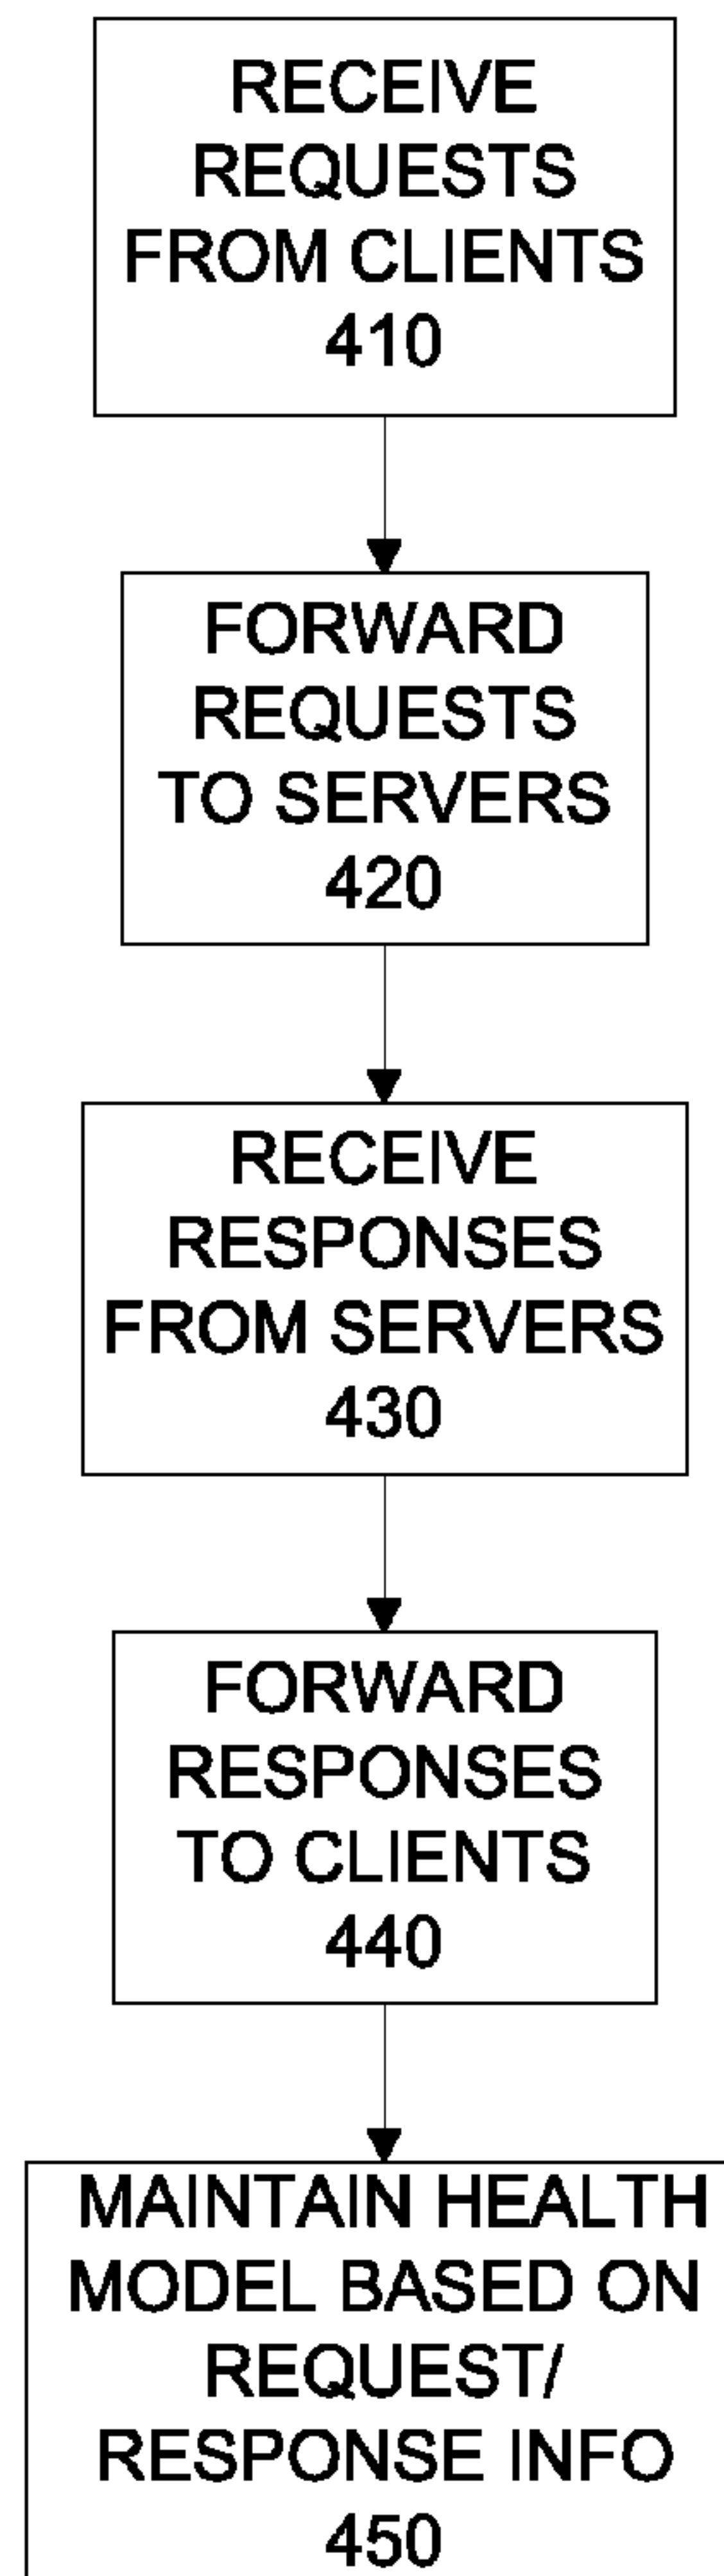 RECEIVE
REQUESTS
FROM CLIENTS
410
FORWARD
REQUESTS
TO SERVERS
420
RECEIVE
RESPONSES
FROM SERVERS
430
FORWARD
RESPONSES
TO CLIENTS
440
MAINTAIN HEALTH
MODEL BASED ON
REQUEST/
RESPONSE INFO
450